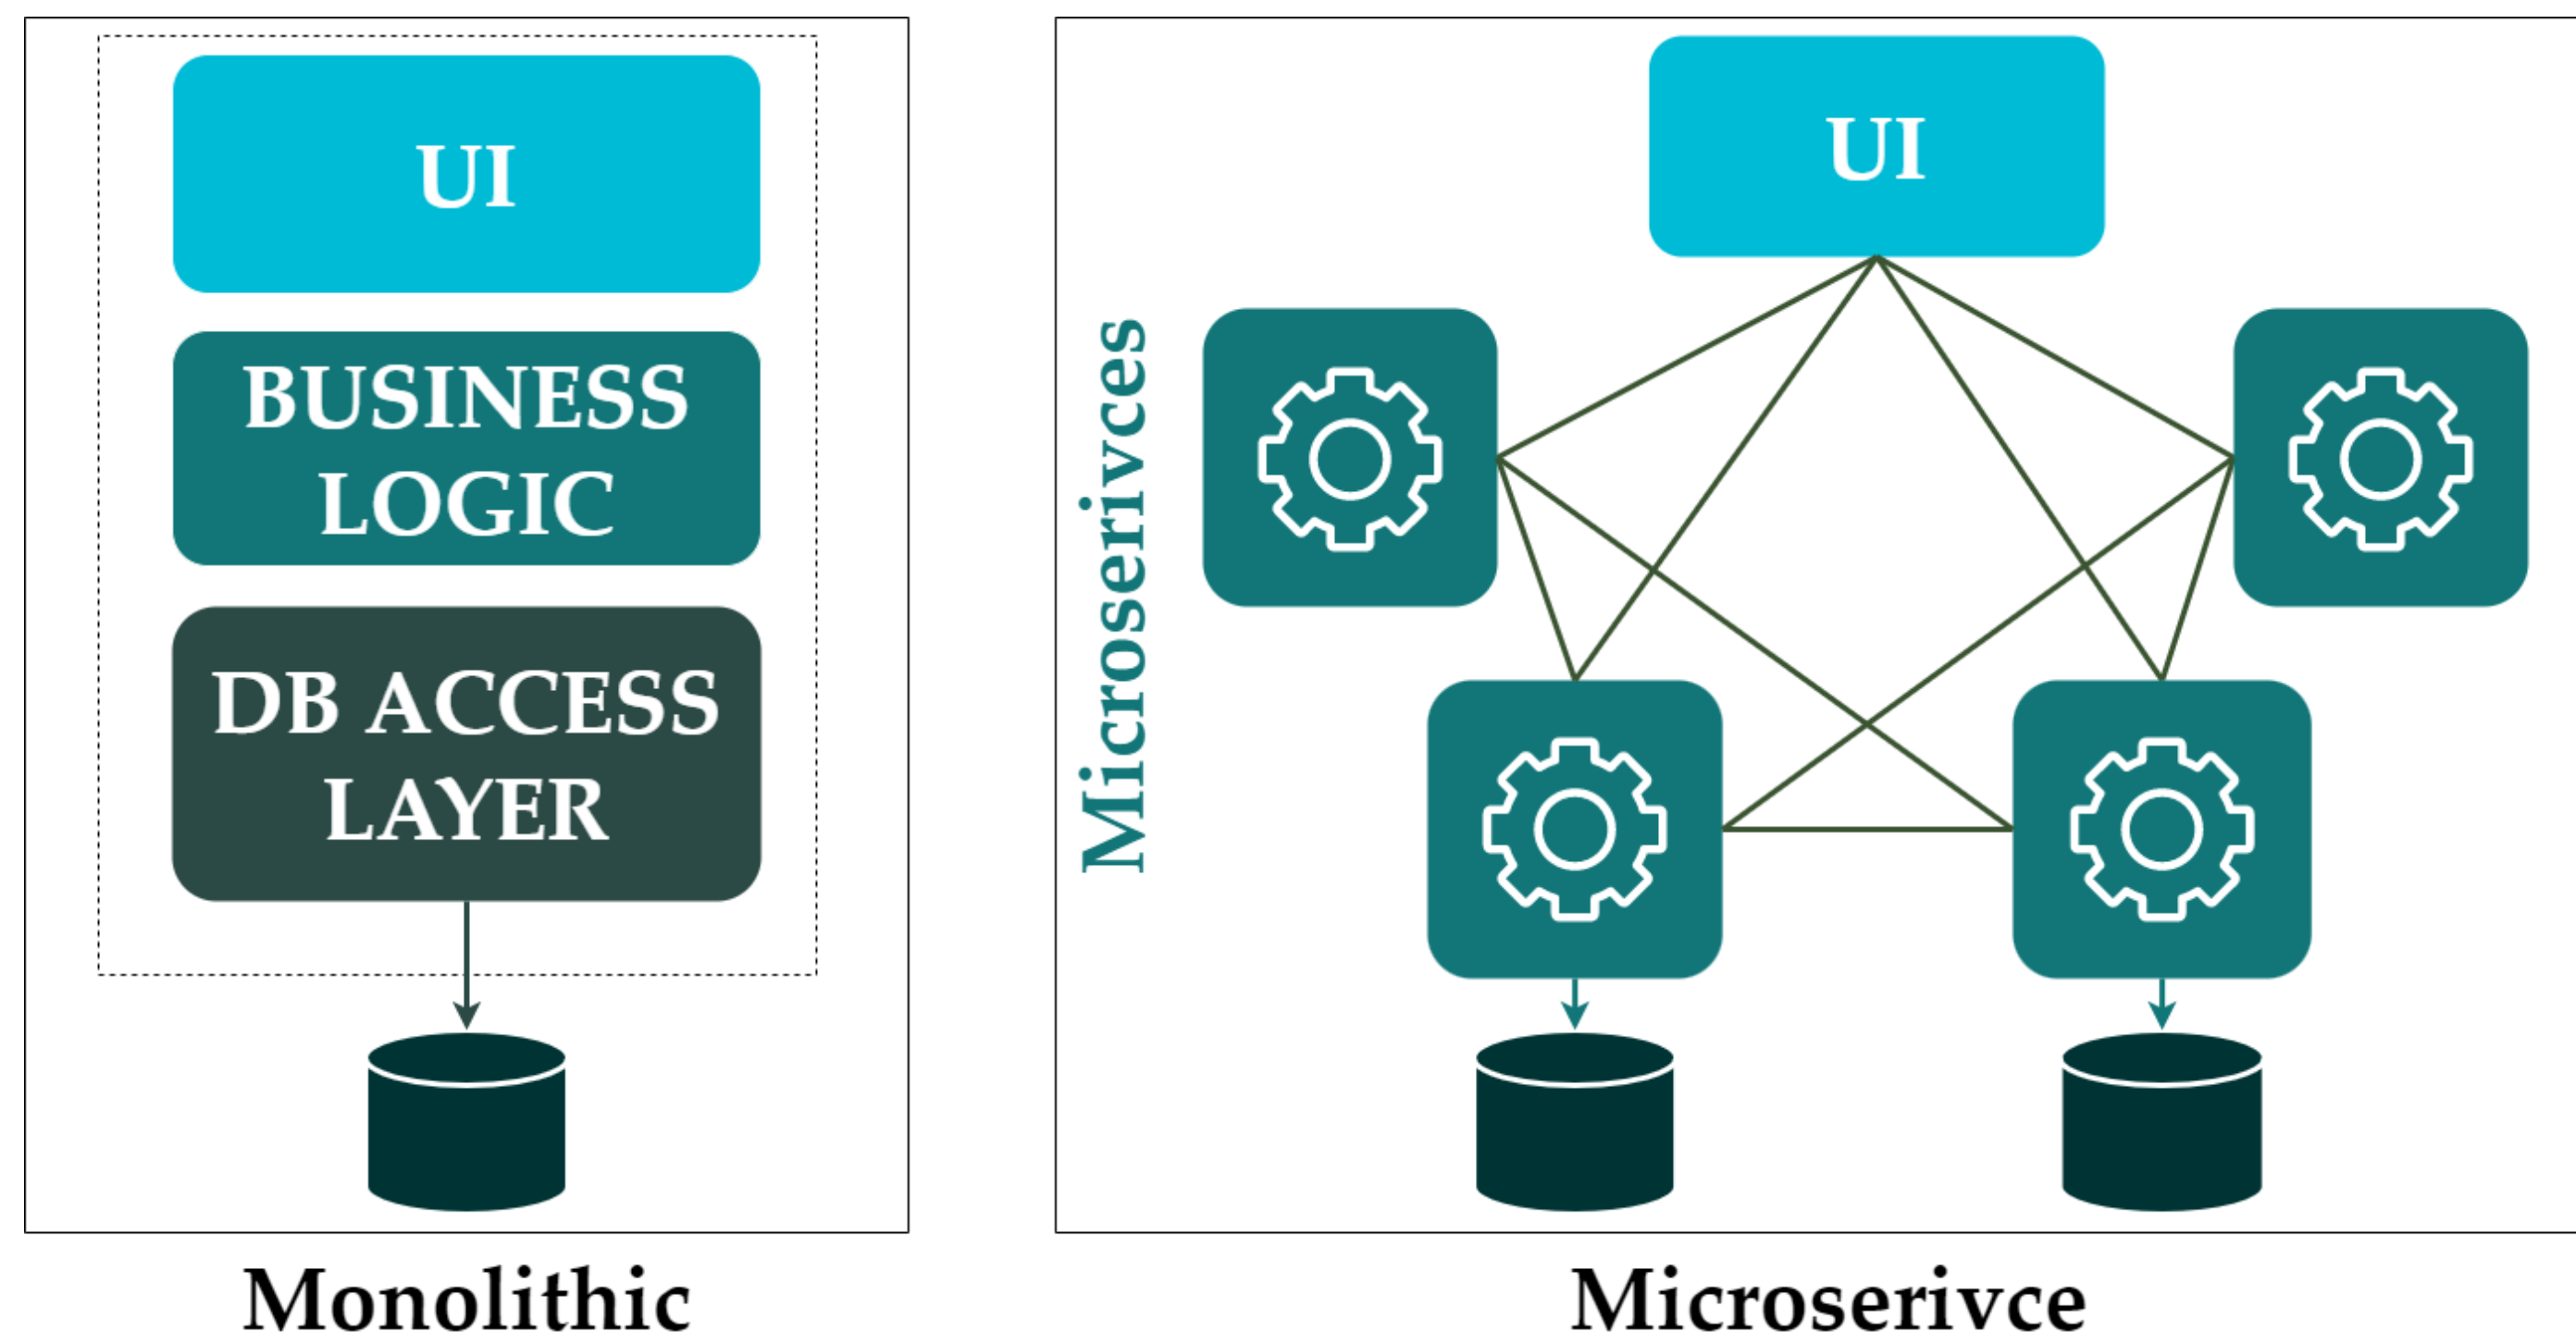 UI
BUSINESS
LOGIC
DB ACCESS
LAYER
Monolithic
UI
Microserivces
Microserivce